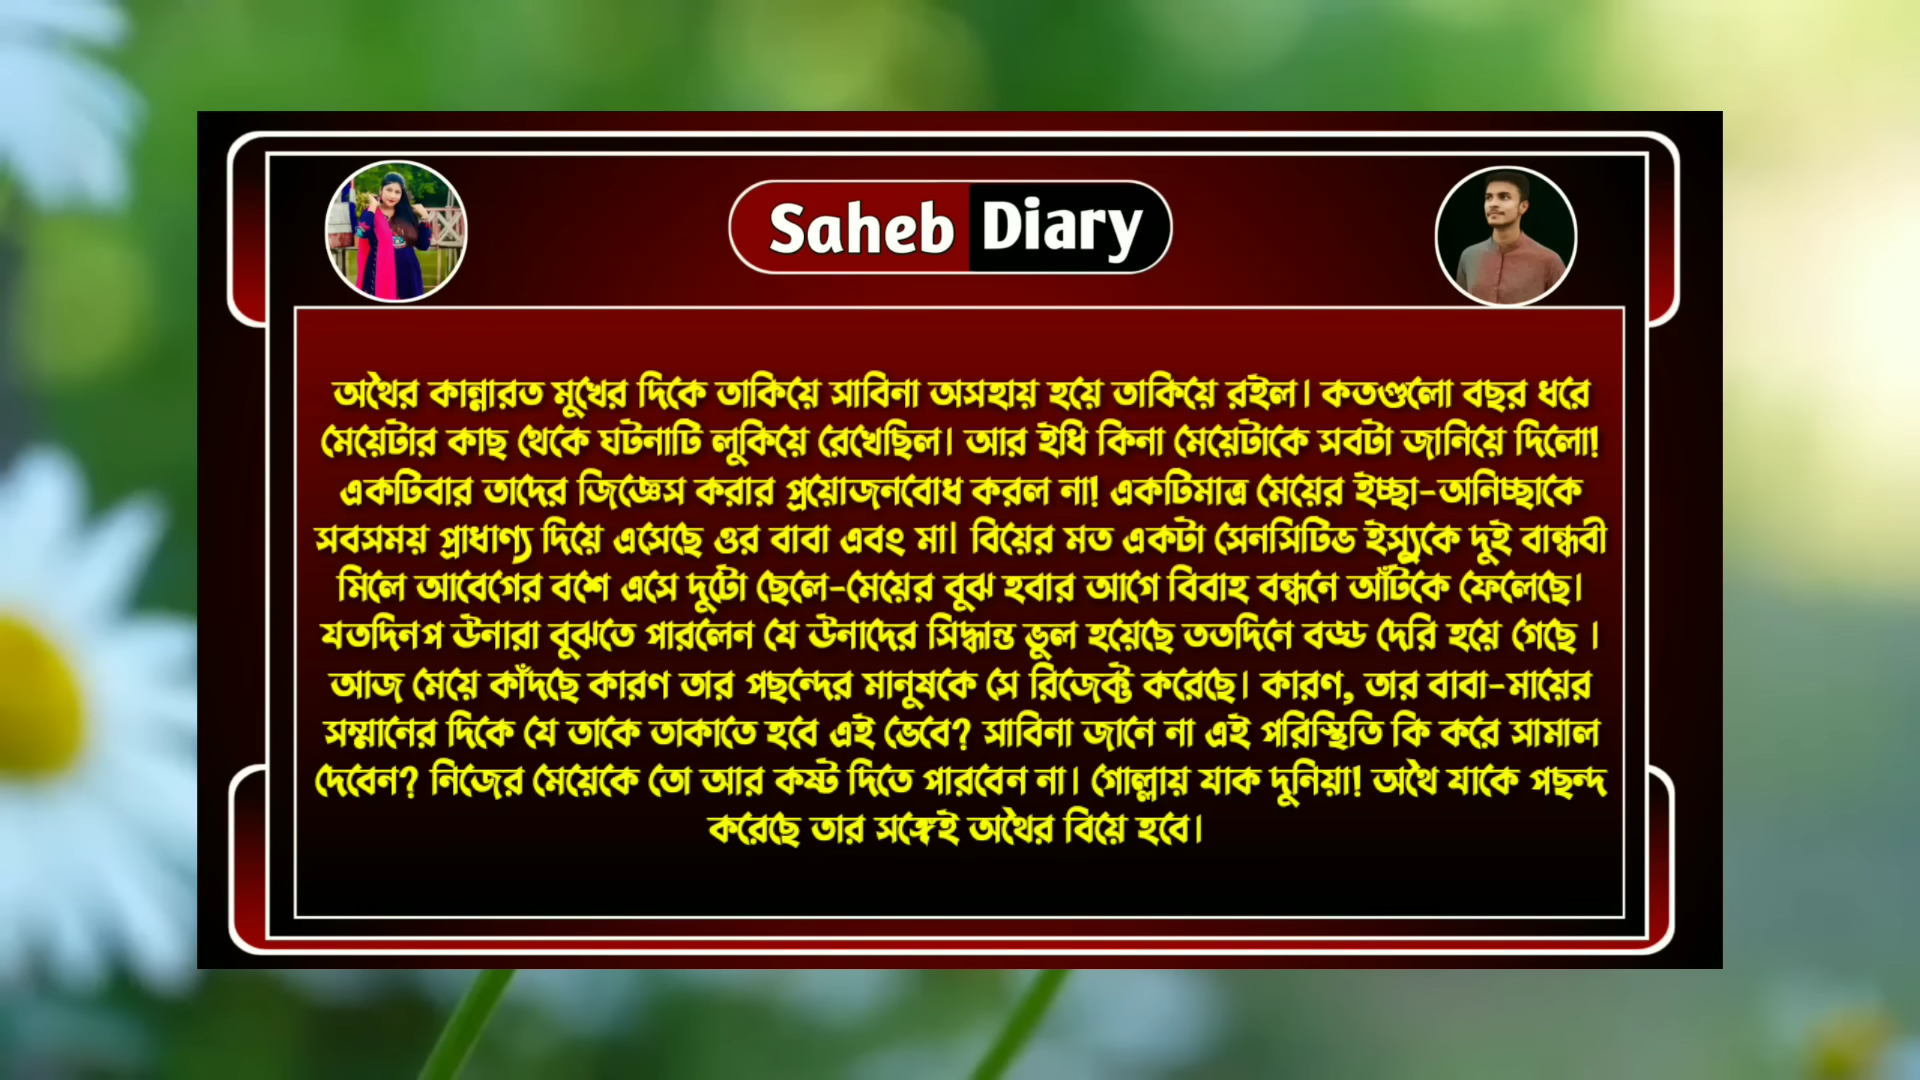 Saheb Diary
অথৈর কান্নারত মুখের দিকে তাকিয়ে সাবিনা অসহায় হয়ে তাকিয়ে রইল। কতগুলো বছর ধরে
মেয়েটার কাছ থেকে ঘটনাটি লুকিয়ে রেখেছিল। আর ইধি কিনা মেয়েটাকে সবটা জানিয়ে দিলো!
একটিবার তাদের জিজ্ঞেস করার প্রয়োজনবোধ করল না! একটিমাত্র মেয়ের ইচ্ছা-অনিচ্ছাকে
সবসময় প্রাধাণ্য দিয়ে এসেছে ওর বাবা এবং মা। বিয়ের মত একটা সেনসিটিভ ইস্যুকে দুই বান্ধবী
মিলে আবেগের বশে এসে দুটো ছেলে-মেয়ের বুঝ হবার আগে বিবাহ বন্ধনে আঁটকে ফেলেছে।
যতদিনপ উনারা বুঝতে পারলেন যে উনাদের সিদ্ধান্ত ভুল হয়েছে ততদিনে বড্ড দেরি হয়ে গেছে ।
আজ মেয়ে কাঁদছে কারণ তার পছন্দের মানুষকে সে রিজেক্ট করেছে। কারণ, তার বাবা-মায়ের
সম্মানের দিকে যে তাকে তাকাতে হবে এই ভেবে? সাবিনা জানে না এই পরিস্থিতি কি করে সামাল
দেবেন? নিজের মেয়েকে তো আর কষ্ট দিতে পারবেন না। গোল্লায় যাক দুনিয়া! অথৈ যাকে পছন্দ
করেছে তার সঙ্গেই অথৈর বিয়ে হবে।